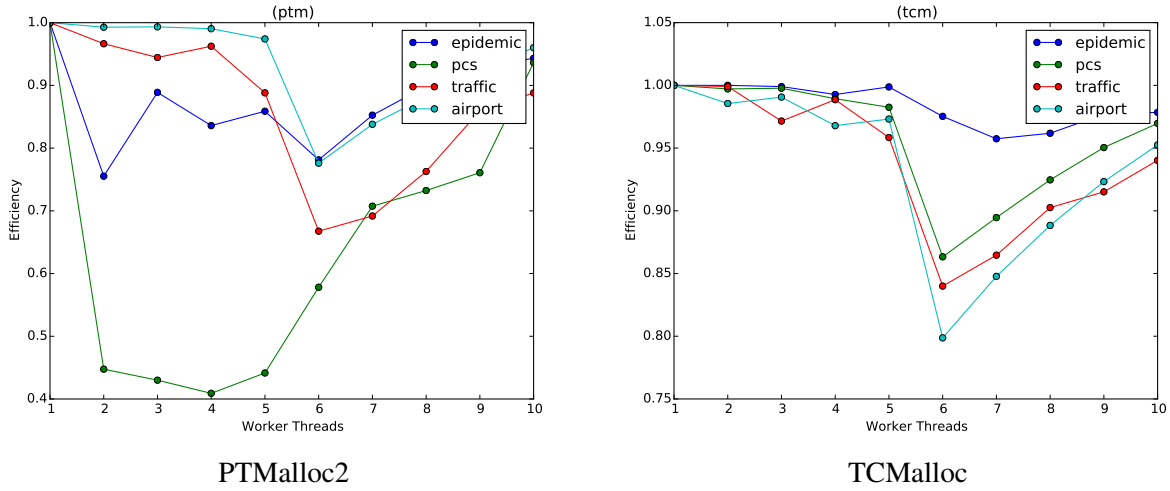 (ptm)
1.0
0.9
0.8
0.7
0.6
0.5
0.4
Efficiency
epidemic
pcs
traffic
airport
1 2 3 4 5 6 7 8 9 10
Worker Threads
PTMalloc2
(tcm)
1.05
1.00
0.95
0.90
0.85
0.80
0.75
Efficiency
epidemic
pcs
traffic
airport
1 2 3 4 5 6 7 8 9 10
Worker Threads
TCMalloc